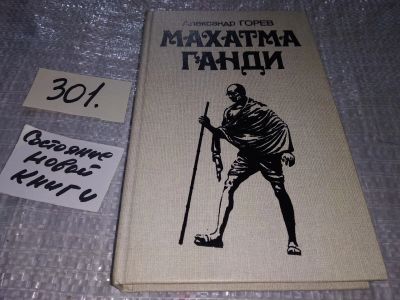 Александр ГОРЕВ
МАХАТМА
ГАНДИ
301.
Состояние
новой
книги